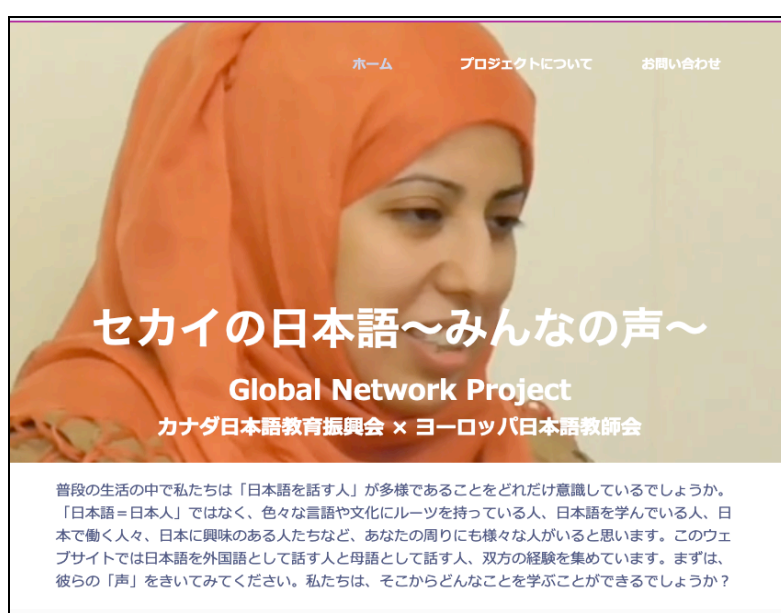 ホーム プロジェクトについて お問い合わせ
セカイの日本語～みんなの声～
Global Network Project
カナダ日本語教育振興会 × ヨーロッパ日本語教師会
普段の生活の中で私たちは「日本語を話す人」が多様であることをどれだけ意識しているでしょうか。
「日本語＝日本人」ではなく、色々な言語や文化にルーツを持っている人、日本語を学んでいる人、日
本で働く人々、日本に興味のある人たちなど、あなたの周りにも様々な人がいると思います。このウェ
ブサイトでは日本語を外国語として話す人と母語として話す人、双方の経験を集めています。まずは、
彼らの「声」をきいてみてください。私たちは、そこからどんなことを学ぶことができるでしょうか？